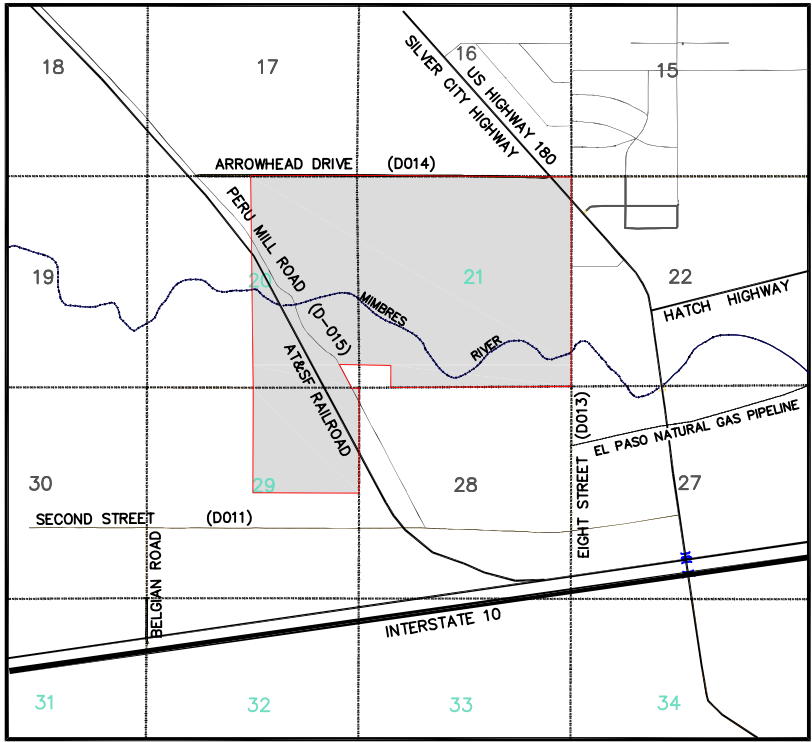 16
18
17
15
US HIGHWAY 180
SILVER CITY HIGHWAY
ARROWHEAD DRIVE (D014)
PERU MILL ROAD (D-015)
19
20
21
22
HATCH HIGHWAY
MIMBRES
RIVER
AT&SF RAILROAD
EL PASO NATURAL GAS PIPELINE
EIGHT STREET (D013)
30
29
28
27
SECOND STREET (D011)
BELGIAN ROAD
INTERSTATE 10
31
32
33
34